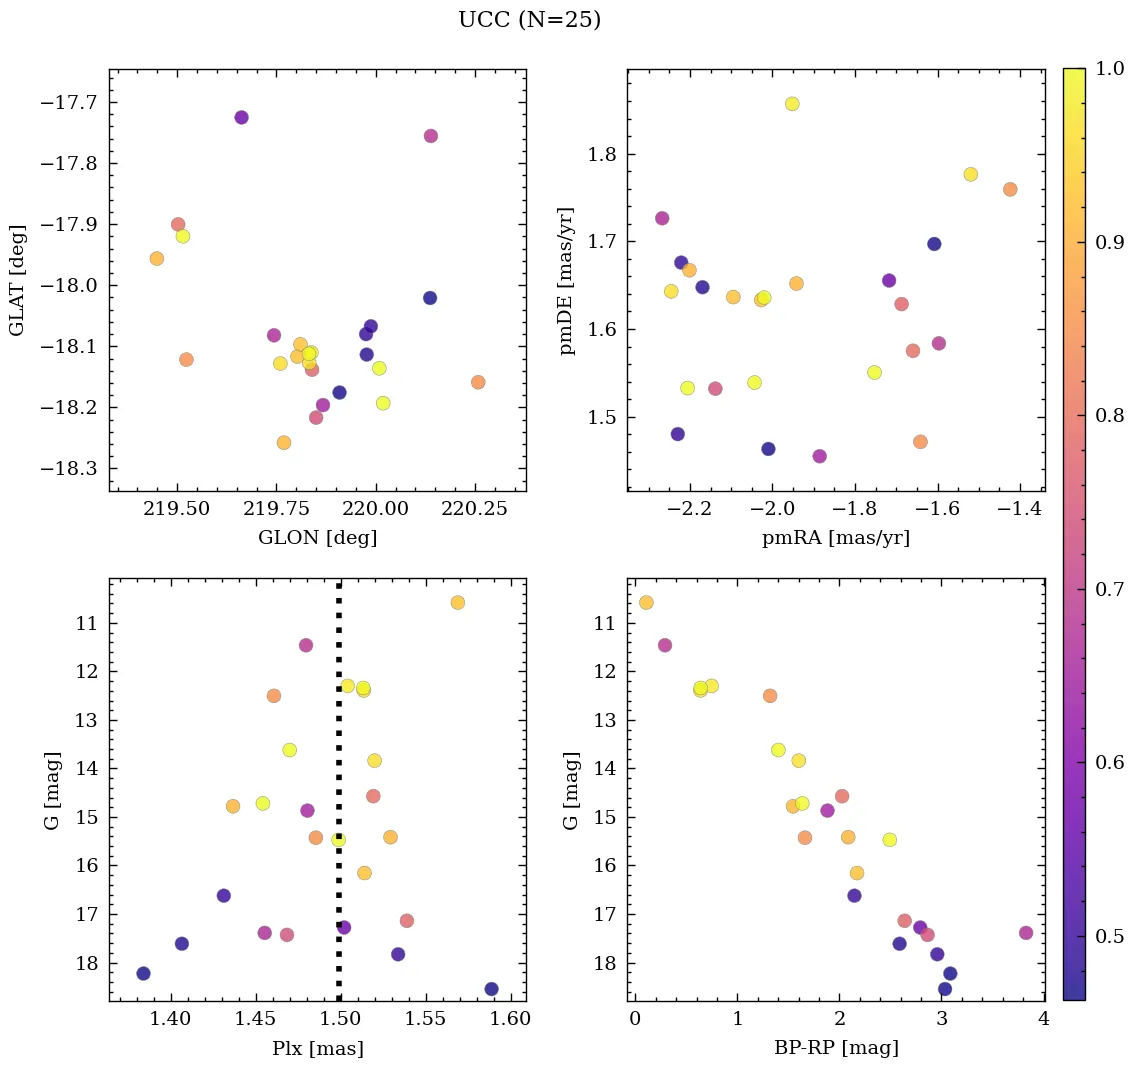 UCC (N=25)
−17.7
−17.8
−17.9
−18.0
−18.1
−18.2
−18.3
GLAT [deg]
219.50 219.75 220.00 220.25
GLON [deg]
1.8
1.7
1.6
1.5
pmDE [mas/yr]
−2.2 −2.0 −1.8 −1.6 −1.4
pmRA [mas/yr]
11
12
13
14
15
16
17
18
G [mag]
1.40 1.45 1.50 1.55 1.60
Plx [mas]
11
12
13
14
15
16
17
18
G [mag]
0 1 2 3 4
BP-RP [mag]
1.0
0.9
0.8
0.7
0.6
0.5